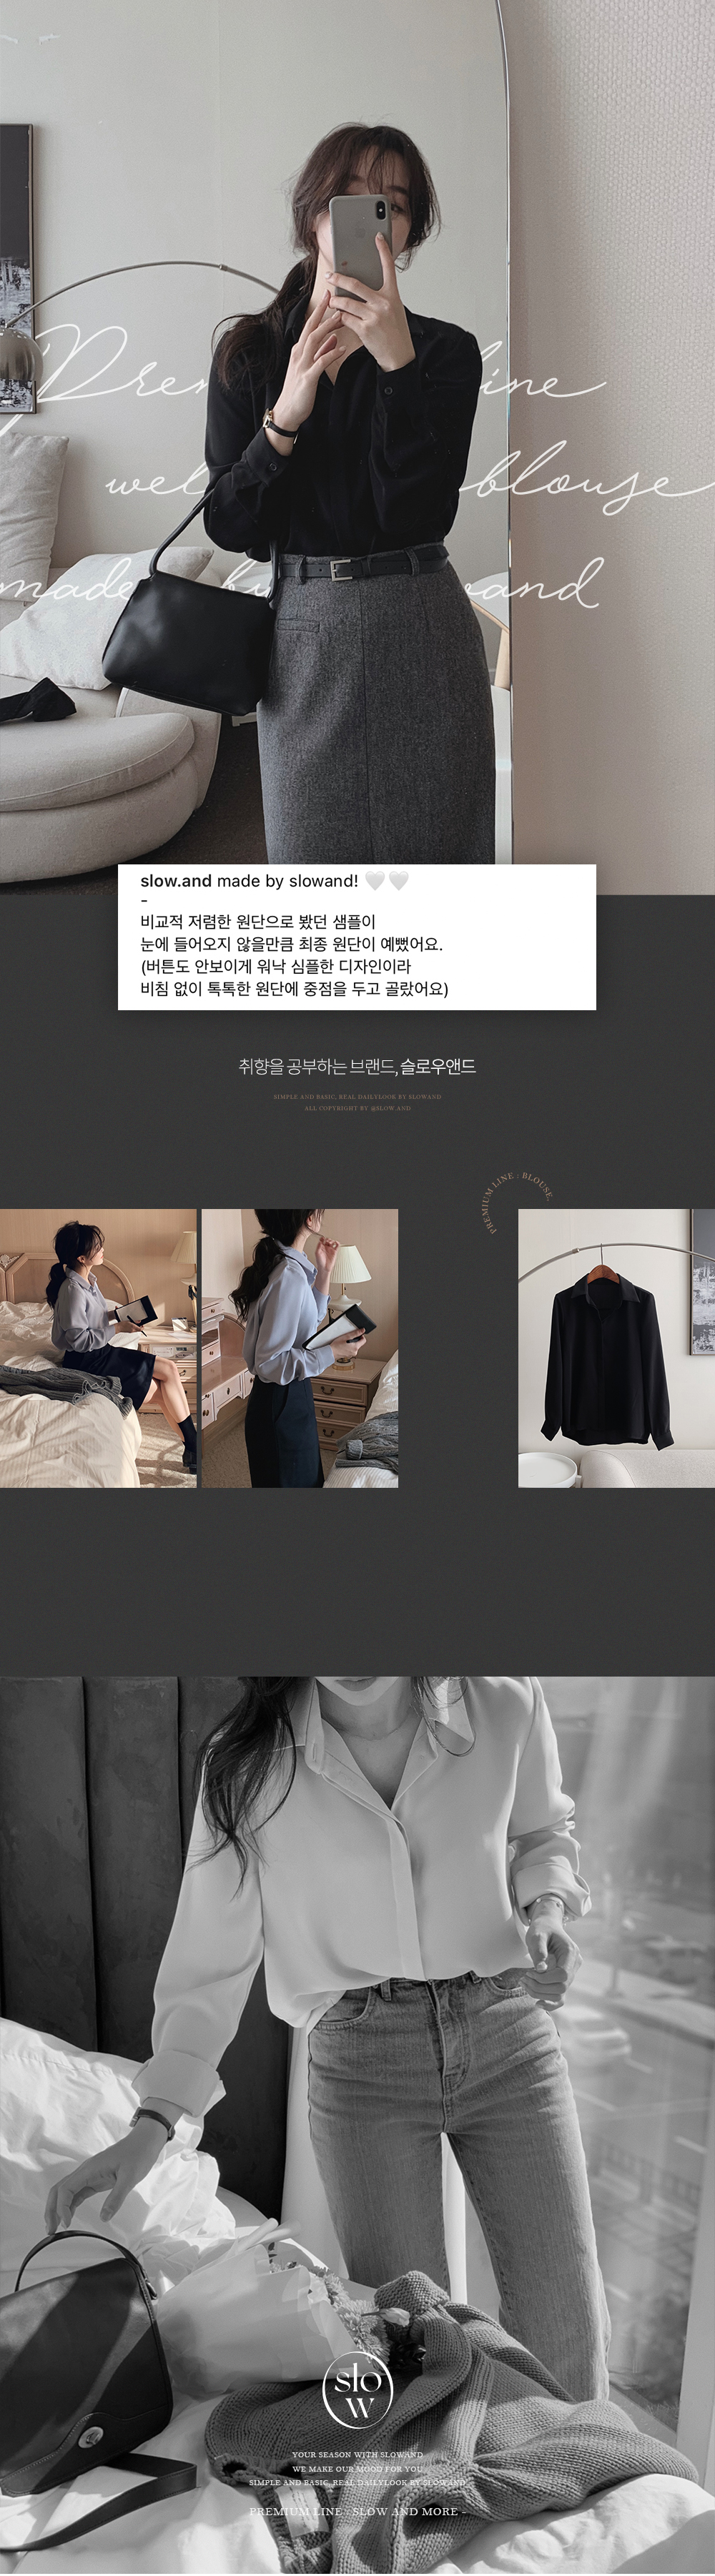 Prem line
wel blouse
made by wand
slow.and made by slowand! 🤍🤍
-
비교적 저렴한 원단으로 봤던 샘플이
눈에 들어오지 않을만큼 최종 원단이 예뻤어요.
(버튼도 안보이게 워낙 심플한 디자인이라
비침 없이 톡톡한 원단에 중점을 두고 골랐어요)
취향을 공부하는 브랜드, 슬로우앤드
SIMPLE AND BASIC, REAL DAILYLOOK BY SLOWAND
ALL COPYRIGHT BY @SLOW.AND
PREMIUM LINE : BLOUSE.
slo
w
YOUR SEASON WITH SLOWAND
WE MAKE OUR MOOD FOR YOU
SIMPLE AND BASIC, REAL DAILYLOOK BY SLOWAND
PREMIUM LINE : SLOW AND MORE -